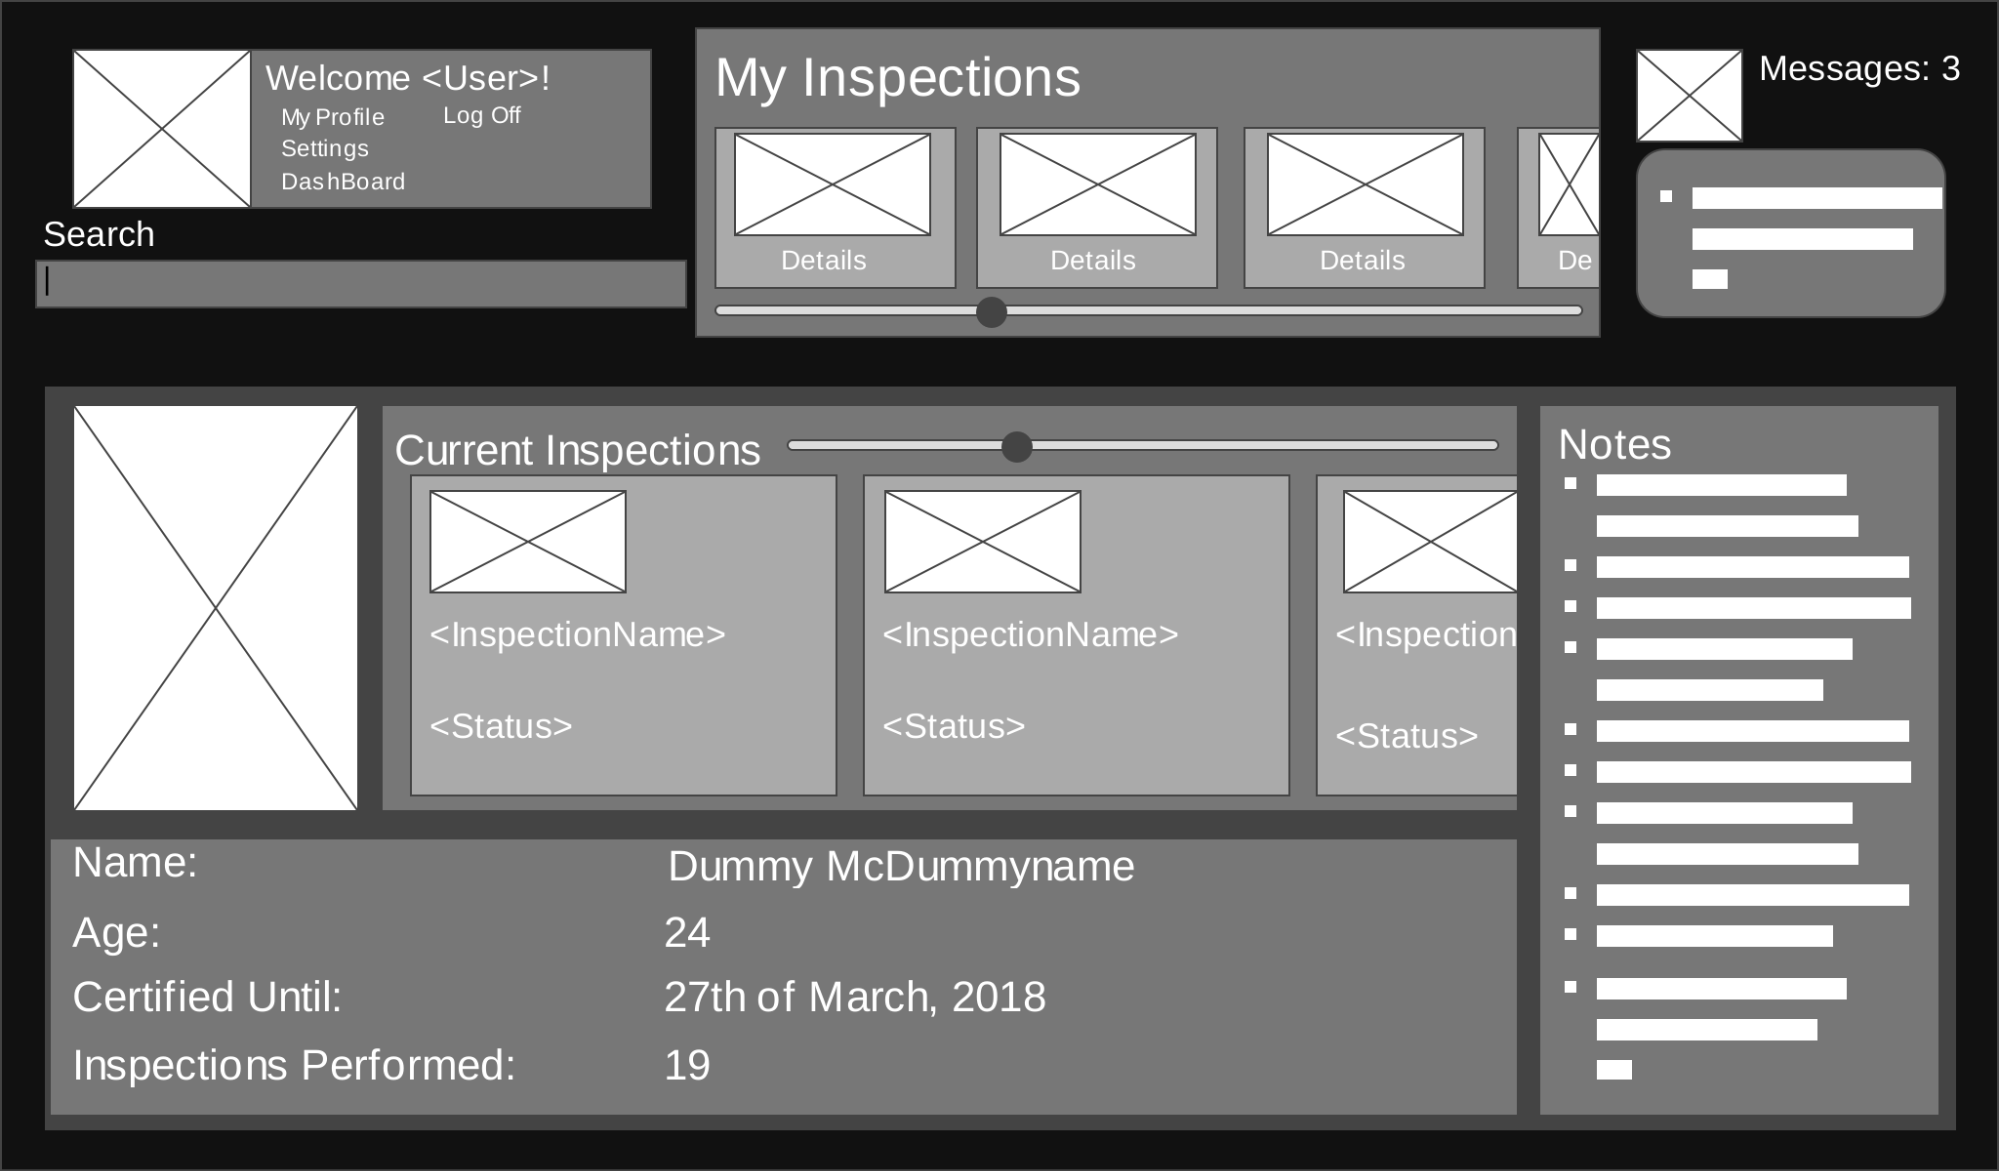 Welcome <User>!
My Profile
Log Off
Settings
DashBoard
Search
My Inspections
Details
Details
Details
De
Messages: 3
Current Inspections
<InspectionName>
<Status>
<InspectionName>
<Status>
<Inspection
<Status>
Notes
Name: Dummy McDummyname
Age: 24
Certified Until: 27th of March, 2018
Inspections Performed: 19